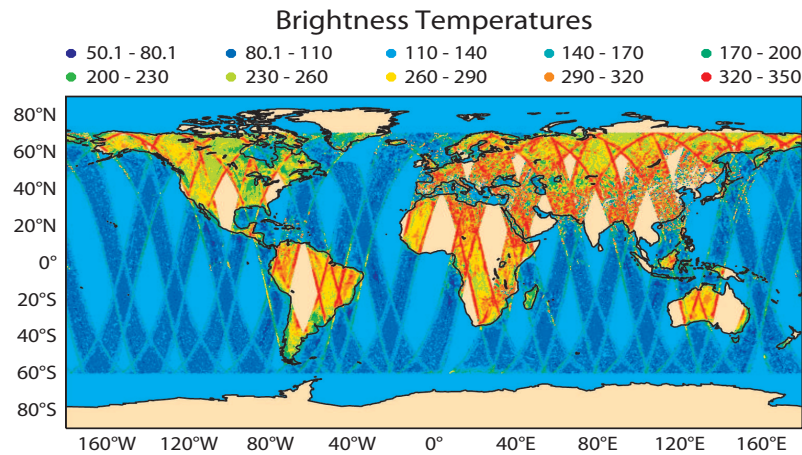 Brightness Temperatures
50.1 - 80.1 80.1 - 110 110 - 140 140 - 170 170 - 200
200 - 230 230 - 260 260 - 290 290 - 320 320 - 350
80°N
60°N
40°N
20°N
0°
20°S
40°S
60°S
80°S
160°W 120°W 80°W 40°W 0° 40°E 80°E 120°E 160°E